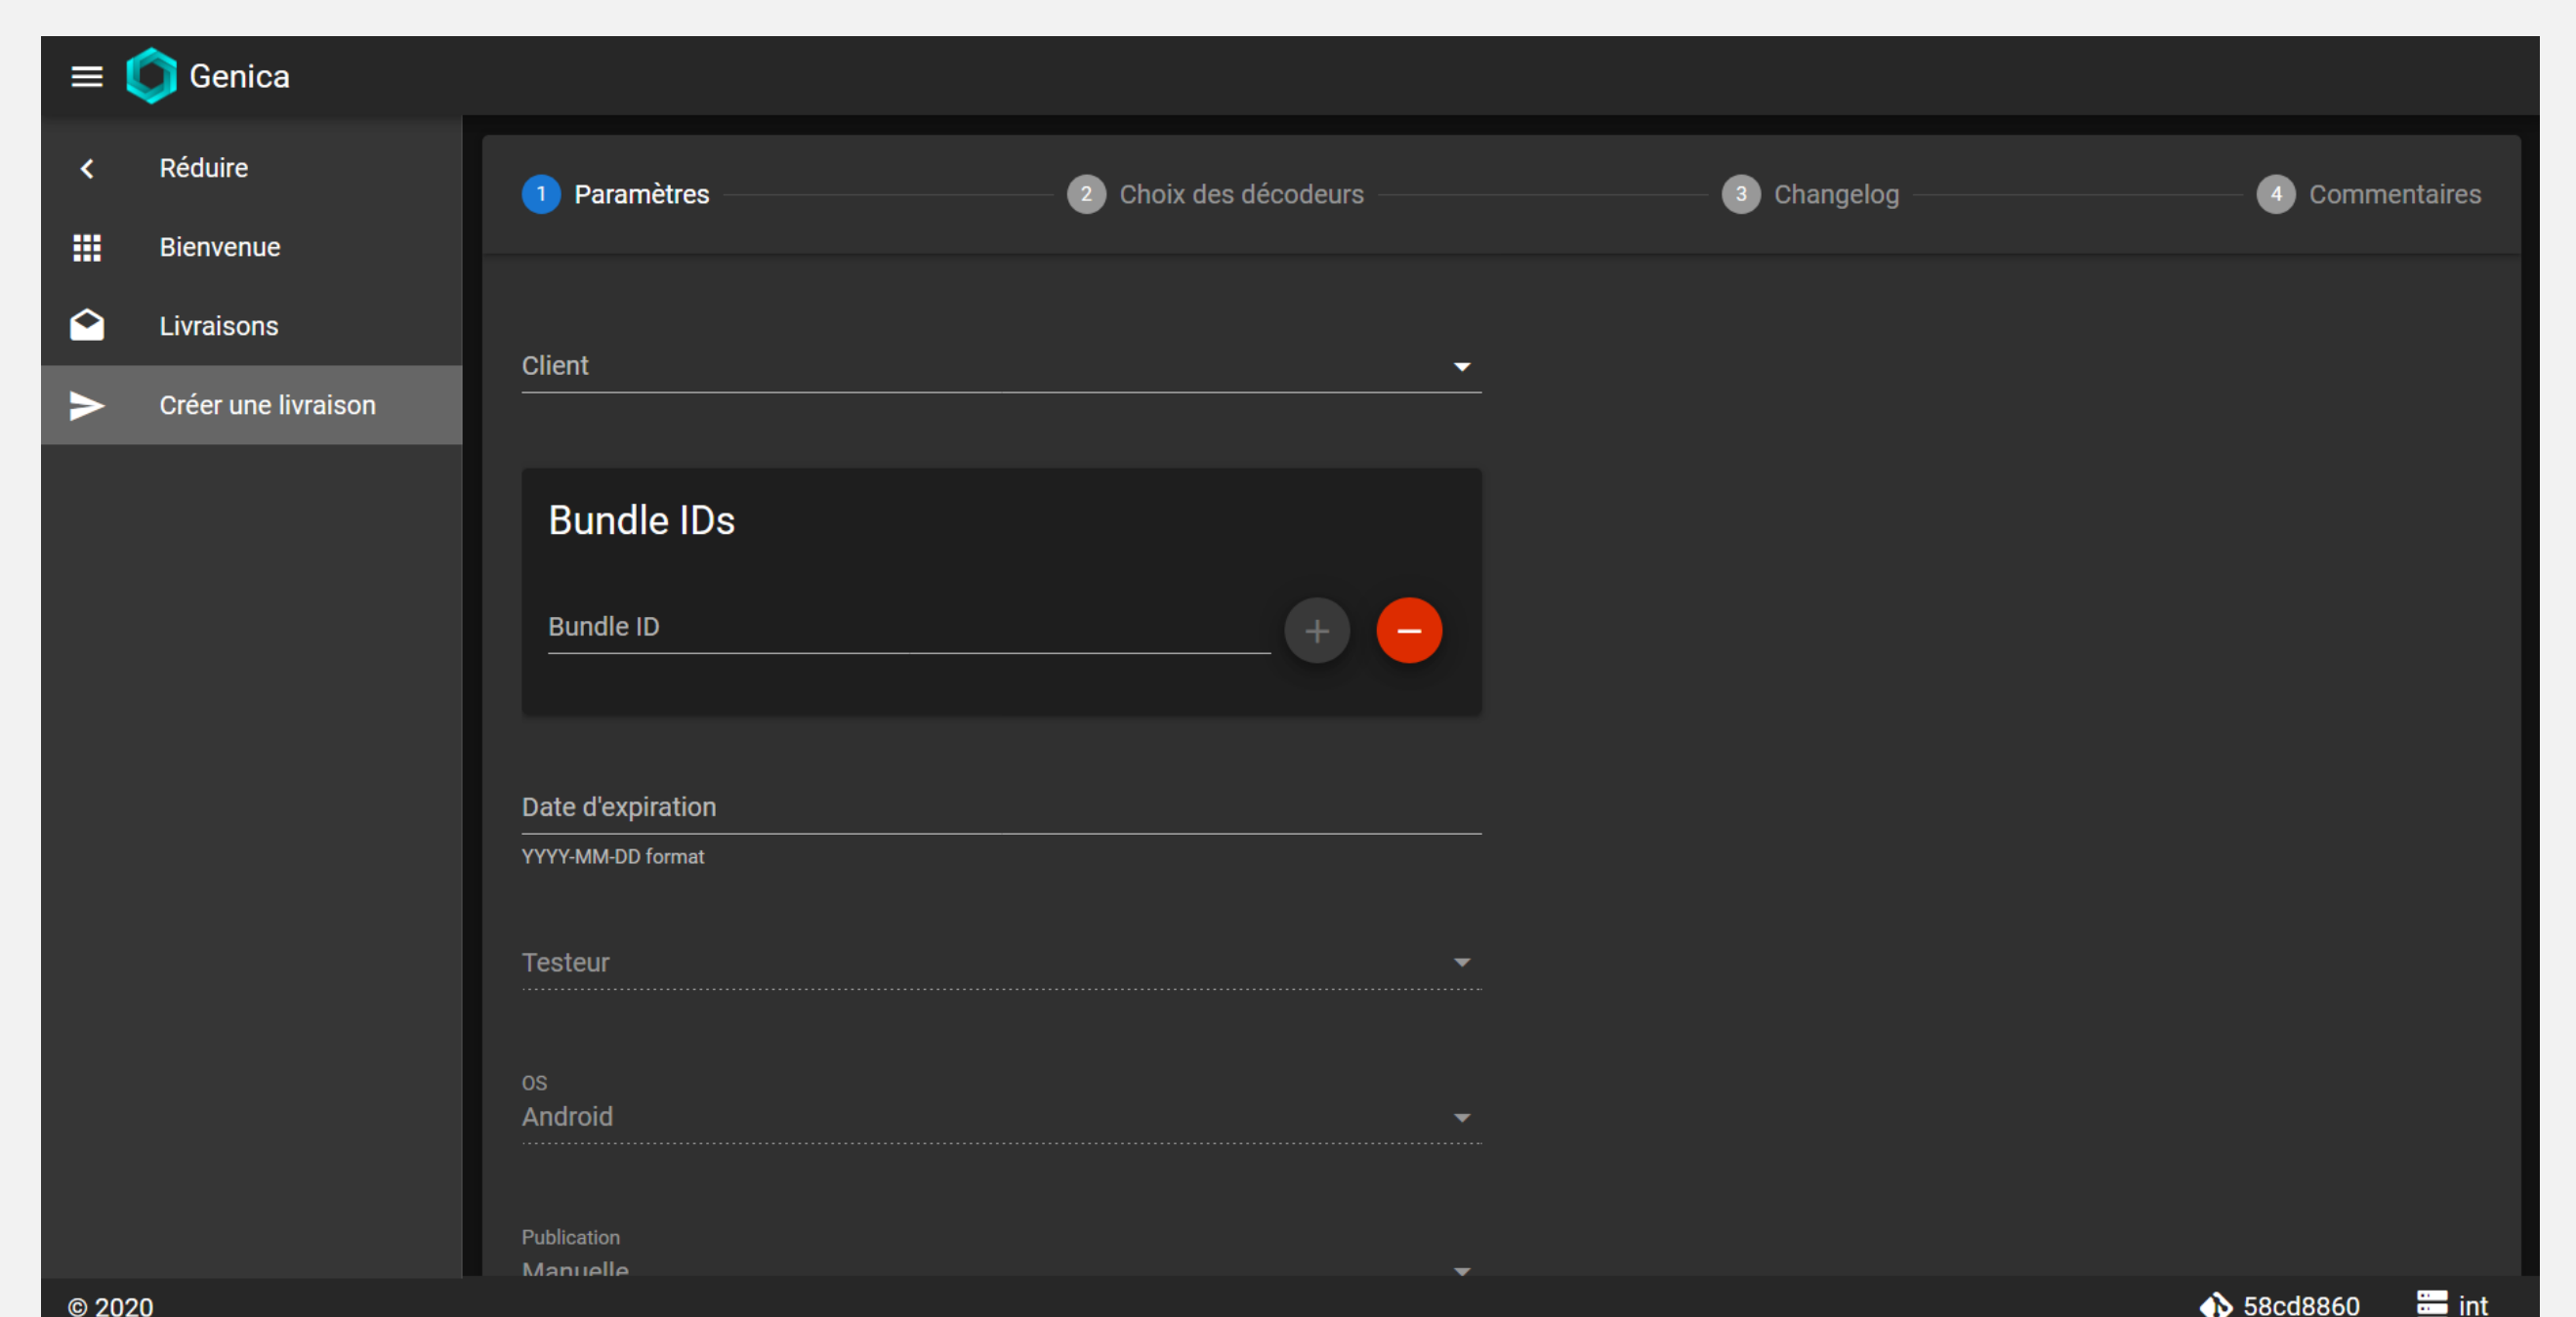 Genica
Réduire
Bienvenue
Livraisons
Créer une livraison
1 Paramètres
2 Choix des décodeurs
3 Changelog
4 Commentaires
Client
Bundle IDs
Bundle ID
Date d'expiration
YYYY-MM-DD format
Testeur
OS
Android
Publication
Manuelle
© 2020
58cd8860
int